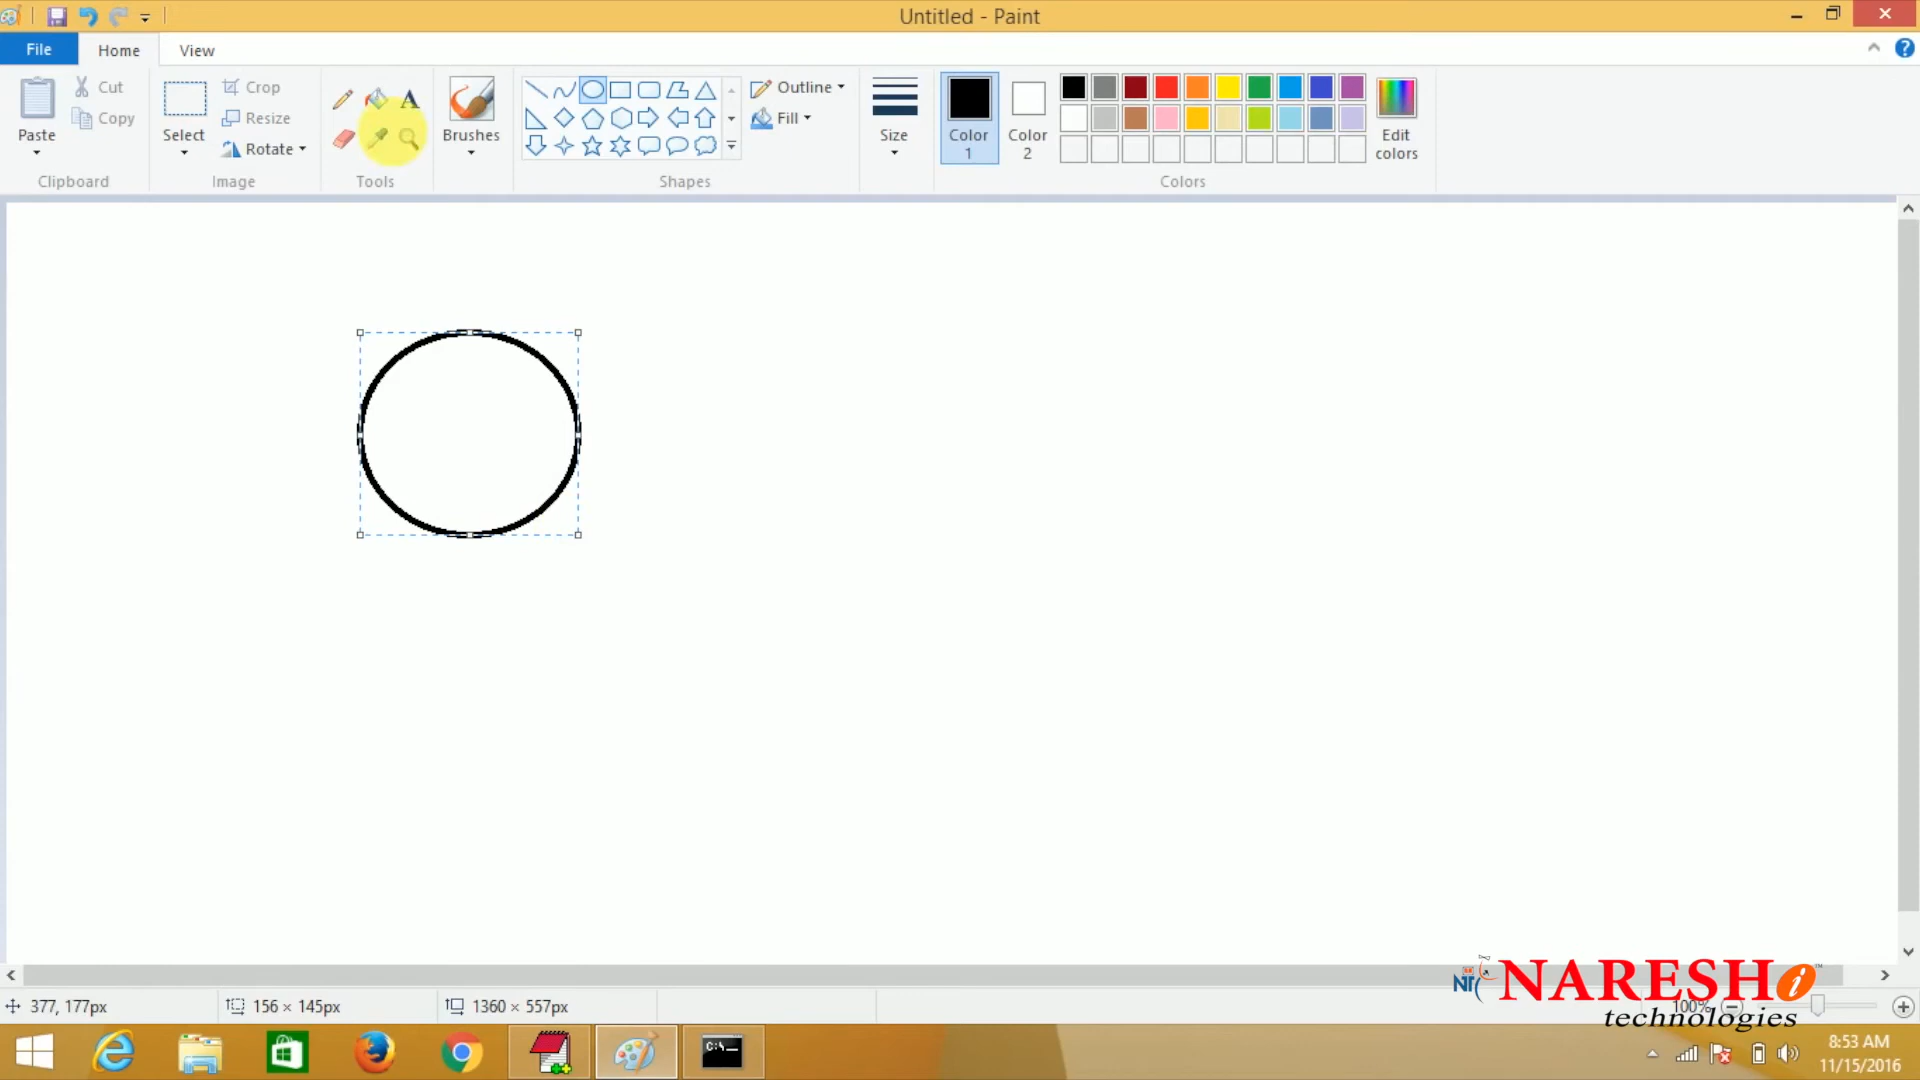 Untitled - Paint
File
Home
View
Paste
Cut
Copy
Clipboard
Select
Crop
Resize
Rotate
Image
A
Tools
Brushes
Outline
Fill
Shapes
Size
Color 1
Color 2
Edit colors
Colors
377, 177px
156 × 145px
1360 × 557px
100%
NARESH i ™
technologies
C:\_
8:53 AM
11/15/2016